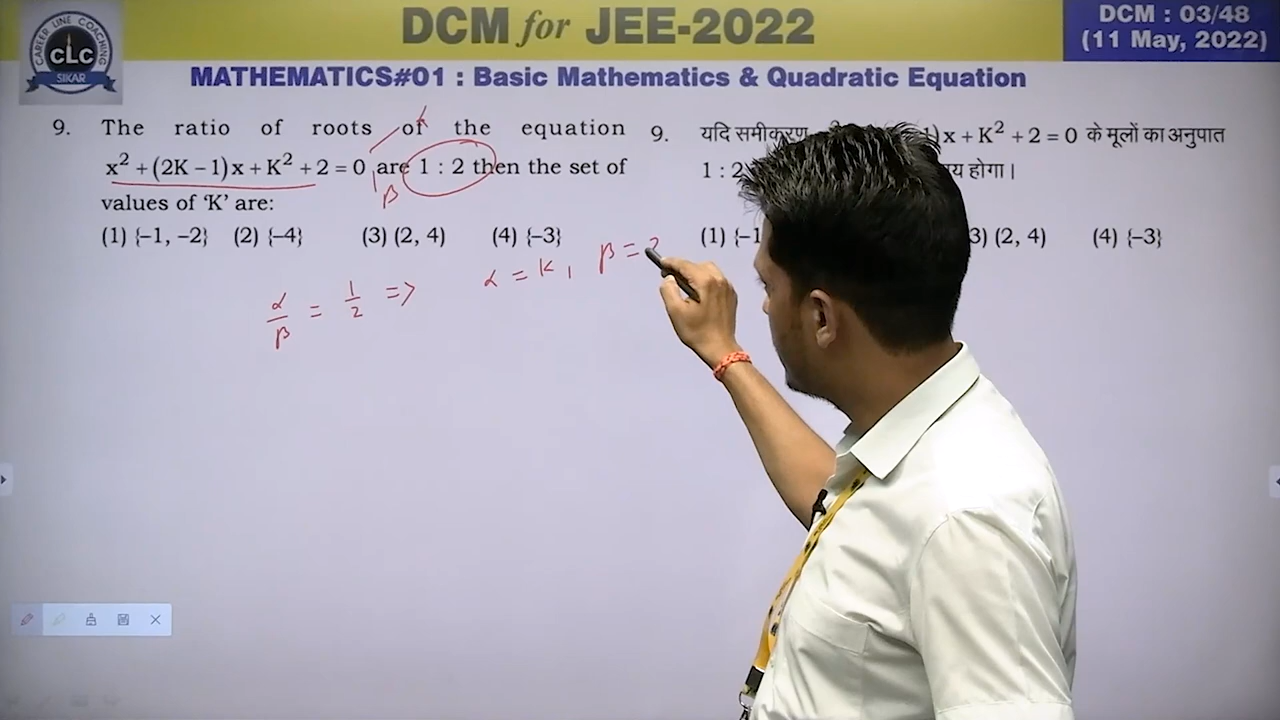 DCM for JEE-2022
DCM : 03/48
(11 May, 2022)
CAREER LINE COACHING
CLC
SIKAR
MATHEMATICS#01 : Basic Mathematics & Quadratic Equation
9. The ratio of roots of the equation
x² + (2K – 1) x + K² + 2 = 0 are 1 : 2 then the set of
values of 'K' are:
(1) {–1, –2} (2) {–4} (3) (2, 4) (4) {–3}
α
β
α/β = 1/2 => α = K, β =
9. यदि समीकरण 1) x + K² + 2 = 0 के मूलों का अनुपात
1 : 2 होगा।
(1) {–1 3) (2, 4) (4) {–3}